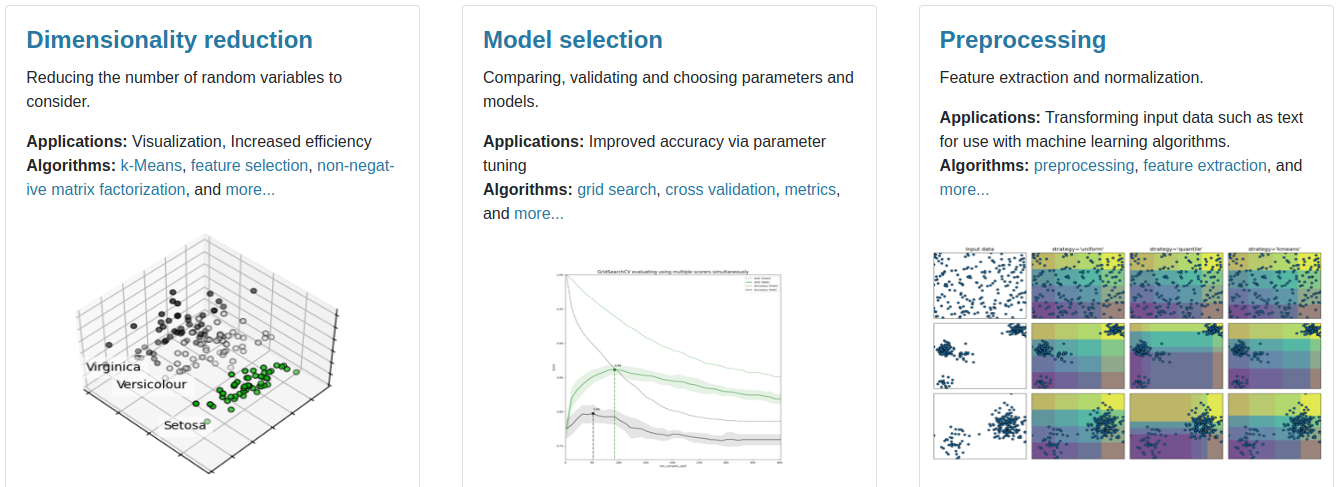 Dimensionality reduction
Reducing the number of random variables to
consider.
Applications: Visualization, Increased efficiency
Algorithms: k-Means, feature selection, non-negat-
ive matrix factorization, and more...
Virginica
Versicolour
Setosa
Model selection
Comparing, validating and choosing parameters and
models.
Applications: Improved accuracy via parameter
tuning
Algorithms: grid search, cross validation, metrics,
and more...
GridSearchCV evaluating using multiple scorers simultaneously
Preprocessing
Feature extraction and normalization.
Applications: Transforming input data such as text
for use with machine learning algorithms.
Algorithms: preprocessing, feature extraction, and
more...
Input data strategy='uniform' strategy='quantile' strategy='kmeans'